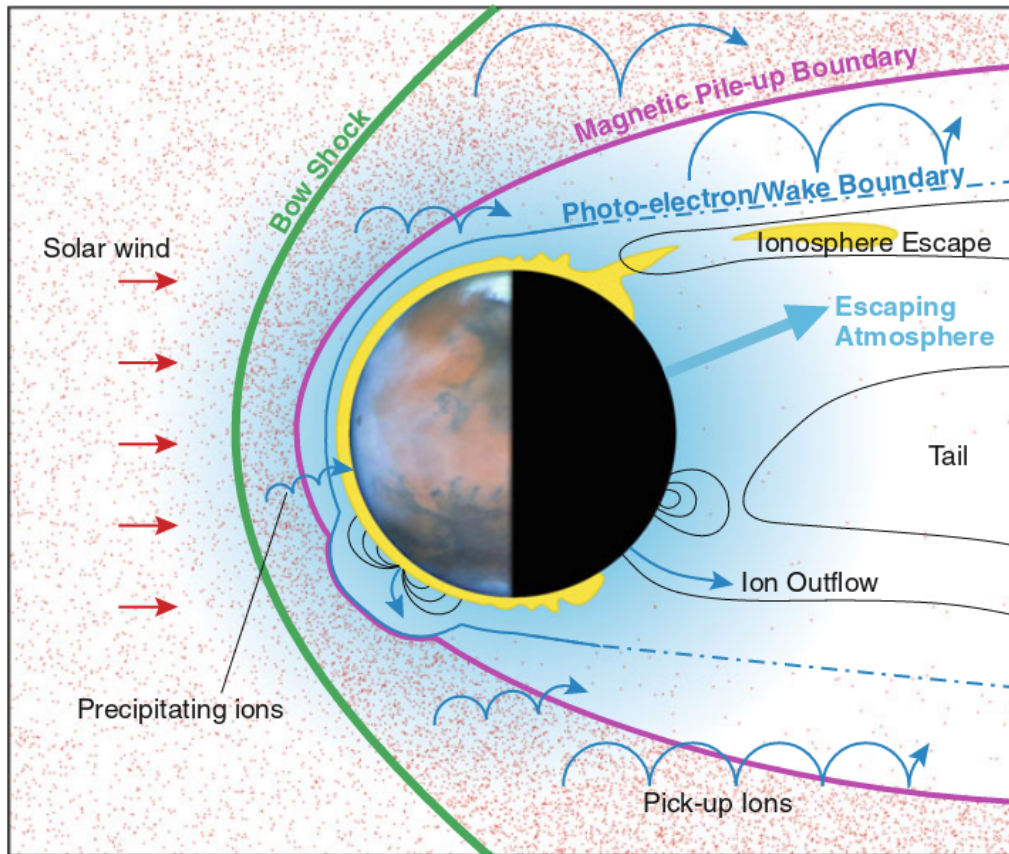 Bow Shock
Magnetic Pile-up Boundary
Photo-electron/Wake Boundary
Solar wind
Ionosphere Escape
Escaping
Atmosphere
Tail
Ion Outflow
Precipitating ions
Pick-up Ions